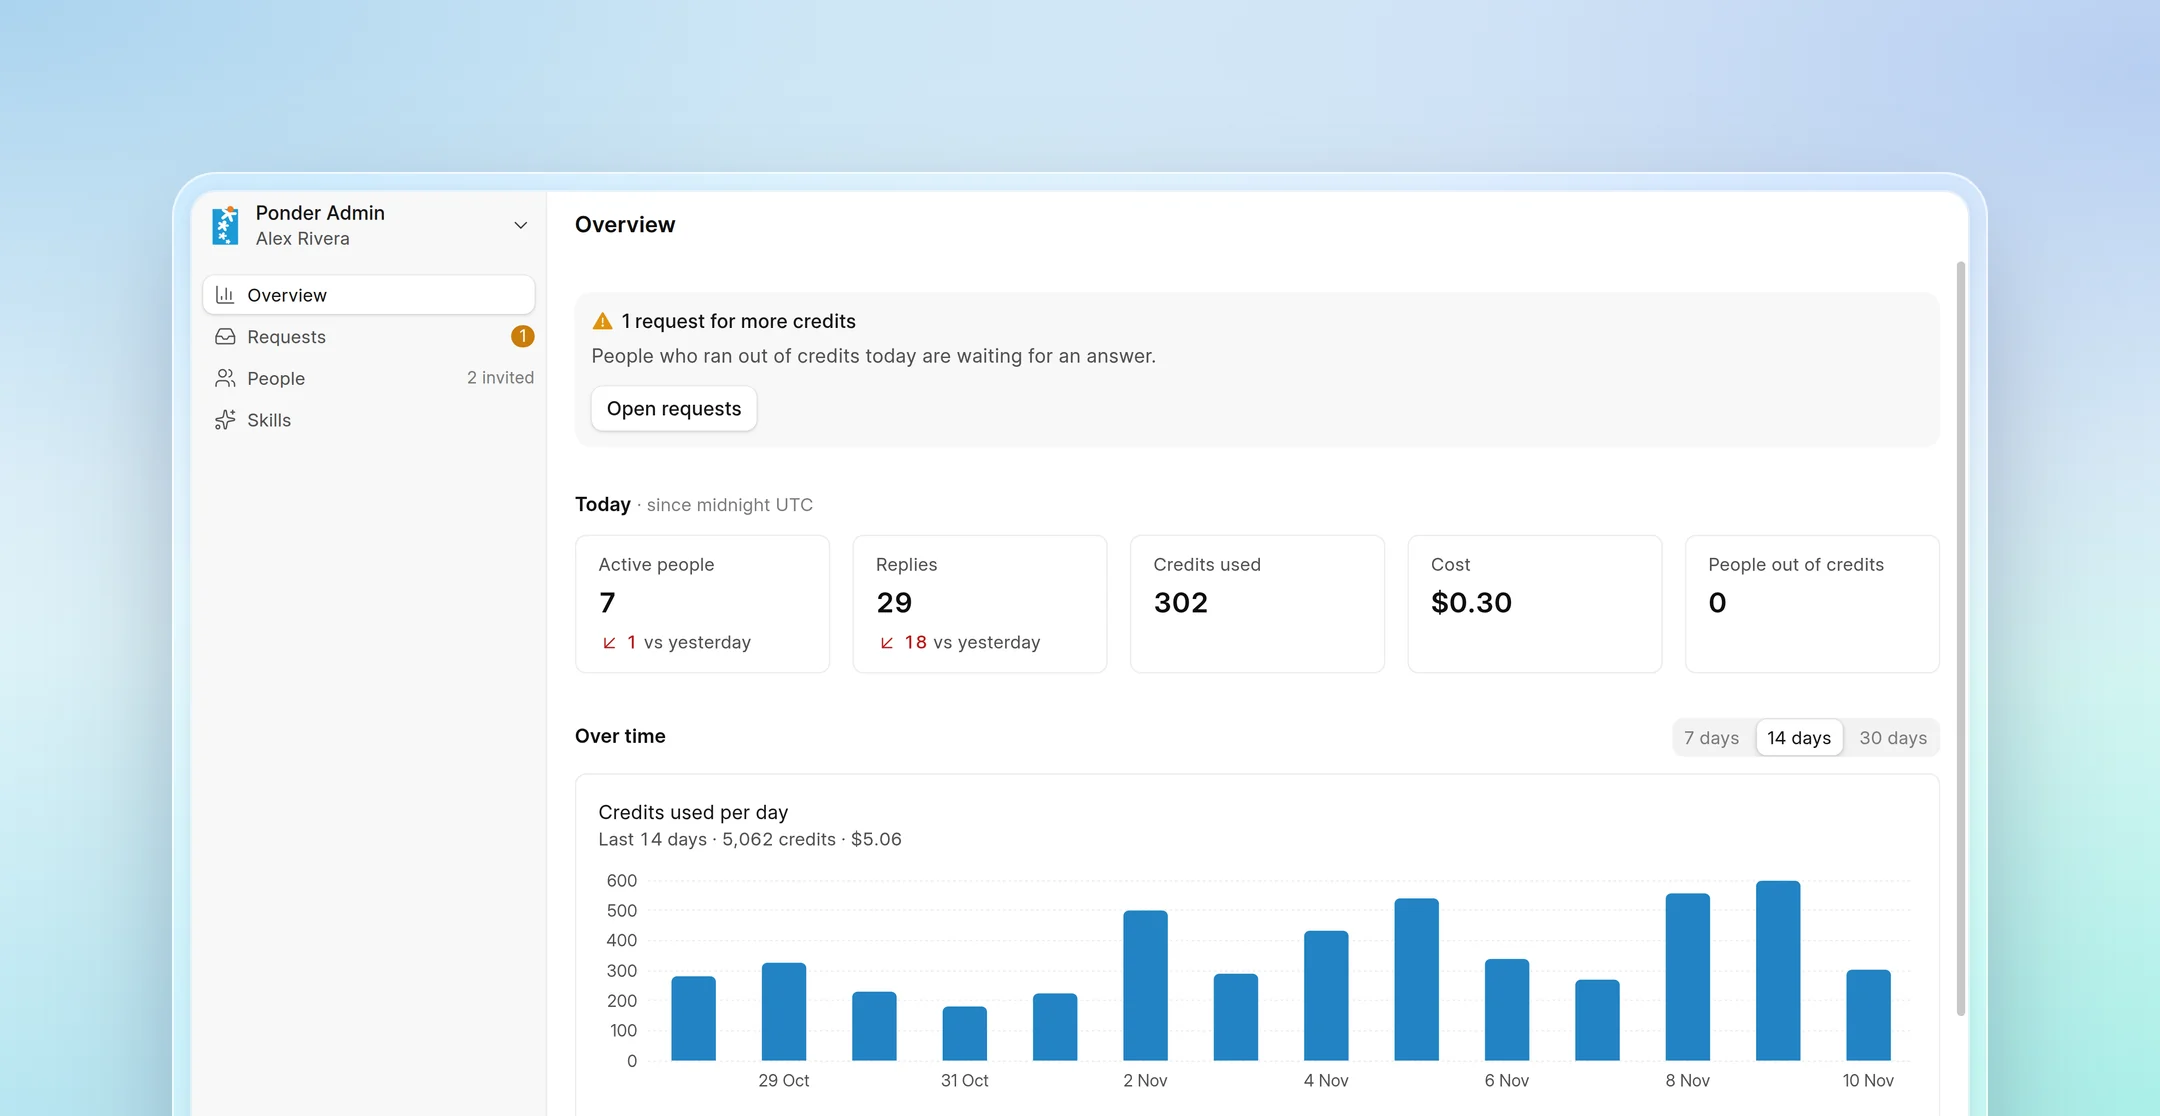 Ponder Admin
Alex Rivera
Overview
Requests 1
People 2 invited
Skills
Overview
1 request for more credits
People who ran out of credits today are waiting for an answer.
Open requests
Today · since midnight UTC
Active people
7
↙ 1 vs yesterday
Replies
29
↙ 18 vs yesterday
Credits used
302
Cost
$0.30
People out of credits
0
Over time
7 days 14 days 30 days
Credits used per day
Last 14 days · 5,062 credits · $5.06
600
500
400
300
200
100
0
29 Oct 31 Oct 2 Nov 4 Nov 6 Nov 8 Nov 10 Nov